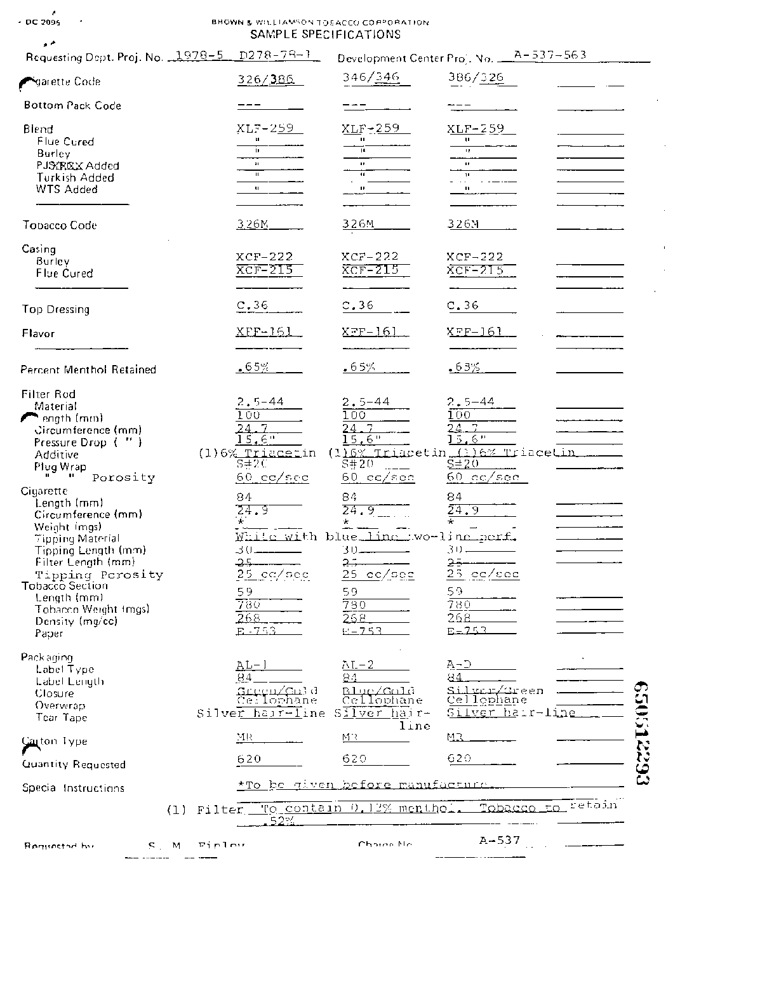 DC 2095
BROWN & WILLIAMSON TOBACCO CORPORATION
SAMPLE SPECIFICATIONS
Requesting Dept. Proj. No. 1978-5 D278-78-1 Development Center Proj. No. A-537-563
Cigarette Code 326/386 346/346 386/326
Bottom Pack Code --- --- ---
Blend XLF-259 XLF-259 XLF-259
Flue Cured " " "
Burley " " "
Added " " "
Turkish Added " " "
WTS Added " " "
Tobacco Code 326M 326M 326M
Casing
Burley XCF-222 XCF-222 XCF-222
Flue Cured XCF-215 XCF-215 XCF-215
Top Dressing C.36 C.36 C.36
Flavor XFF-161 XFF-161 XFF-161
Percent Menthol Retained .65% .65% .65%
Filter Rod
Material 2.5-44 2.5-44 2.5-44
Length (mm) 100 100 100
Circumference (mm) 24.7 24.7 24.7
Pressure Drop ( " ) 15.6" 15.6" 15.6"
Additive (1)6% Triacetin (1)6% Triacetin (1)6% Triacetin
Plug Wrap S#20 S#20 S#20
" " Porosity 60 cc/sec 60 cc/sec 60 cc/sec
Cigarette
Length (mm) 84 84 84
Circumference (mm) 24.9 24.9 24.9
Weight (mgs) * * *
Tipping Material White with blue line two-line perf.
Tipping Length (mm) 30 30 30
Filter Length (mm) 25 25 25
Tipping Porosity 25 cc/sec 25 cc/sec 25 cc/sec
Tobacco Section
Length (mm) 59 59 59
Tobacco Weight (mgs) 780 780 780
Density (mg/cc) 268 268 268
Paper E-753 E-753 E-753
Packaging
Label Type AL-1 AL-2 A-D
Label Length 84 84 84
Closure Green/Gold Blue/Gold Silver/Green
Overwrap Cellophane Cellophane Cellophane
Tear Tape Silver hair-line Silver hair-line Silver hair-line
Carton Type MR MR MR
Quantity Requested 620 620 620
Special Instructions *To be given before manufacture.
(1) Filter To contain 0.12% menthol. Tobacco to retain
.52%
Requested by S. M. Finley A-537
650512293